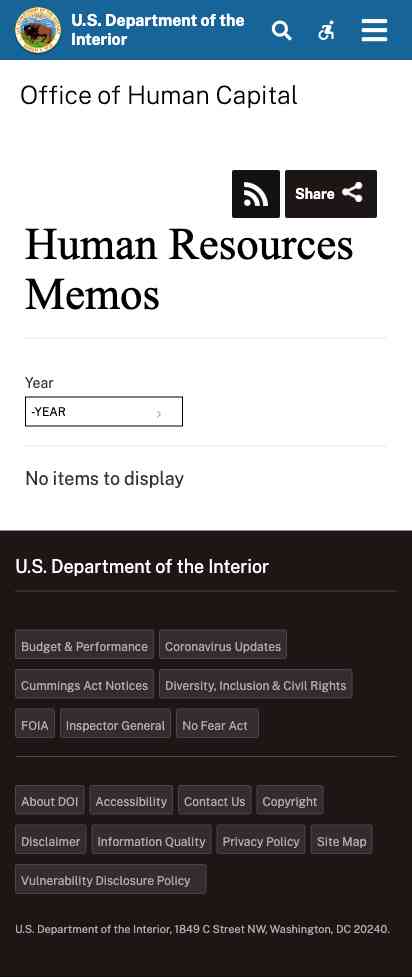 U.S. Department of the
Interior
Office of Human Capital
Share
Human Resources
Memos
Year
-YEAR
No items to display
U.S. Department of the Interior
Budget & Performance
Coronavirus Updates
Cummings Act Notices
Diversity, Inclusion & Civil Rights
FOIA
Inspector General
No Fear Act
About DOI
Accessibility
Contact Us
Copyright
Disclaimer
Information Quality
Privacy Policy
Site Map
Vulnerability Disclosure Policy
U.S. Department of the Interior, 1849 C Street NW, Washington, DC 20240.